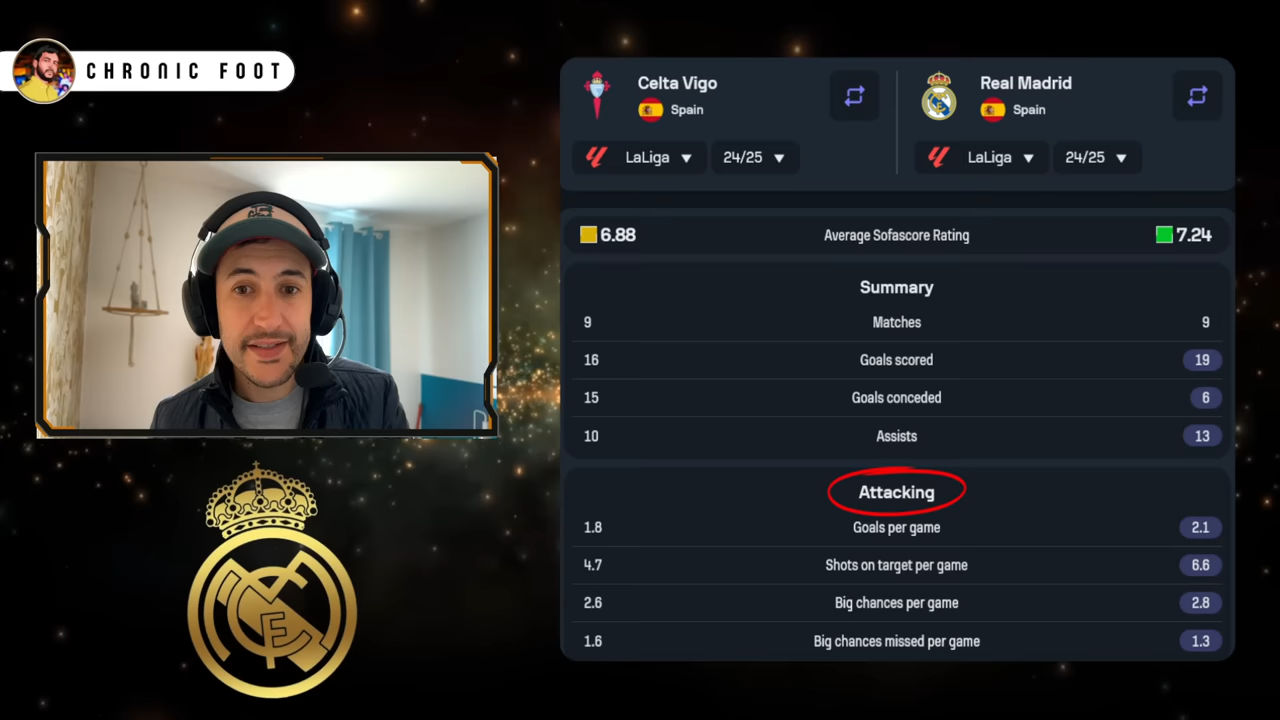 CHRONIC FOOT
Celta Vigo
Spain
LaLiga ▼ 24/25 ▼
Real Madrid
Spain
LaLiga ▼ 24/25 ▼
6.88 Average Sofascore Rating 7.24
Summary
9 Matches 9
16 Goals scored 19
15 Goals conceded 6
10 Assists 13
Attacking
1.8 Goals per game 2.1
4.7 Shots on target per game 6.6
2.6 Big chances per game 2.8
1.6 Big chances missed per game 1.3